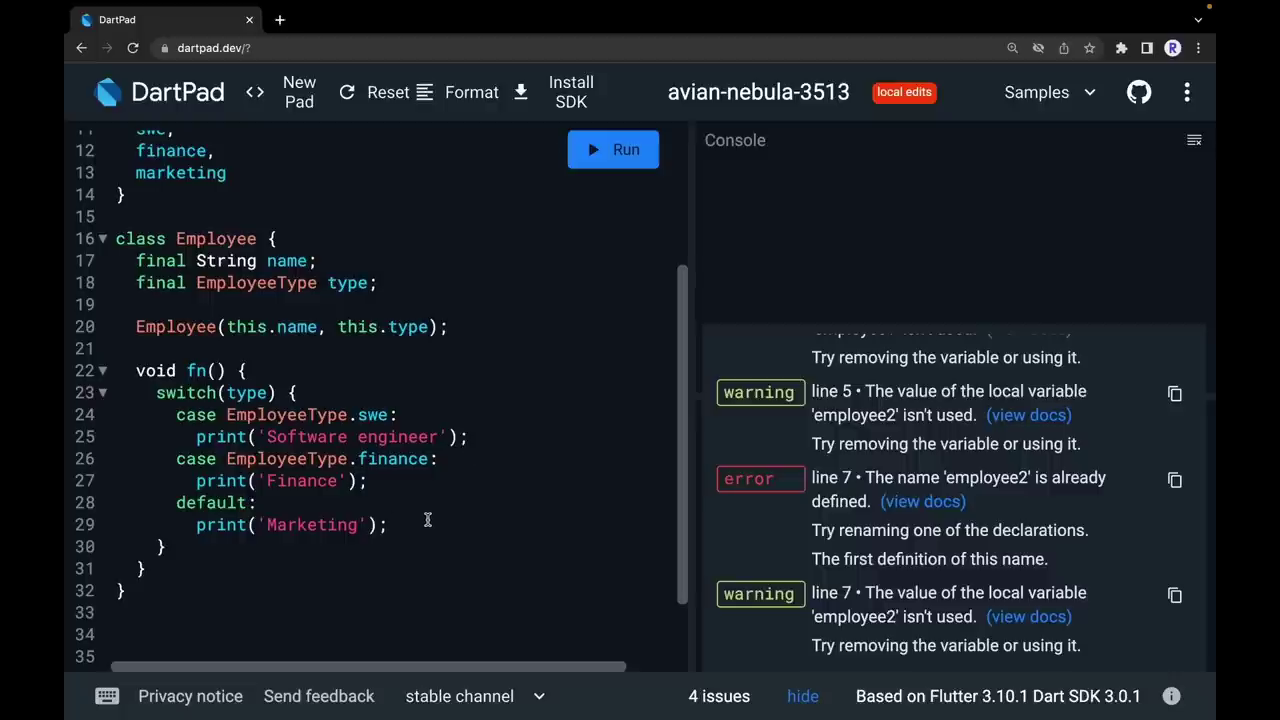 DartPad
dartpad.dev/?
R
DartPad
<> New Pad
Reset
Format
Install SDK
avian-nebula-3513
local edits
Samples
11 swe,
12 finance,
13 marketing
14 }
15
16 class Employee {
17 final String name;
18 final EmployeeType type;
19
20 Employee(this.name, this.type);
21
22 void fn() {
23 switch(type) {
24 case EmployeeType.swe:
25 print('Software engineer');
26 case EmployeeType.finance:
27 print('Finance');
28 default:
29 print('Marketing');
30 }
31 }
32 }
33
34
35
Run
Console
'employee1' isn't used. (view docs)
Try removing the variable or using it.
warning line 5 • The value of the local variable
'employee2' isn't used. (view docs)
Try removing the variable or using it.
error line 7 • The name 'employee2' is already
defined. (view docs)
Try renaming one of the declarations.
The first definition of this name.
warning line 7 • The value of the local variable
'employee2' isn't used. (view docs)
Try removing the variable or using it.
Privacy notice
Send feedback
stable channel
4 issues
hide
Based on Flutter 3.10.1 Dart SDK 3.0.1